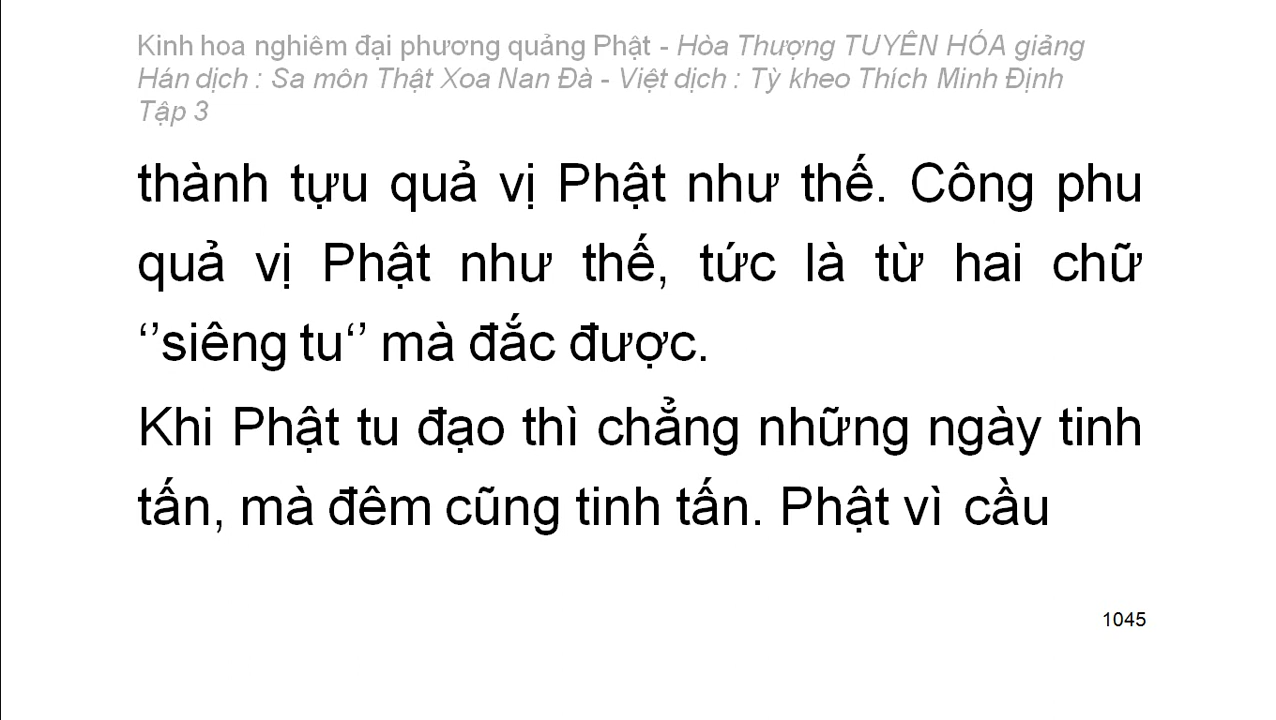 Kinh hoa nghiêm đại phương quảng Phật - Hòa Thượng TUYÊN HÓA giảng
Hán dịch : Sa môn Thật Xoa Nan Đà - Việt dịch : Tỳ kheo Thích Minh Định
Tập 3
thành tựu quả vị Phật như thế. Công phu
quả vị Phật như thế, tức là từ hai chữ
‘’siêng tu‘’ mà đắc được.
Khi Phật tu đạo thì chẳng những ngày tinh
tấn, mà đêm cũng tinh tấn. Phật vì cầu
1045